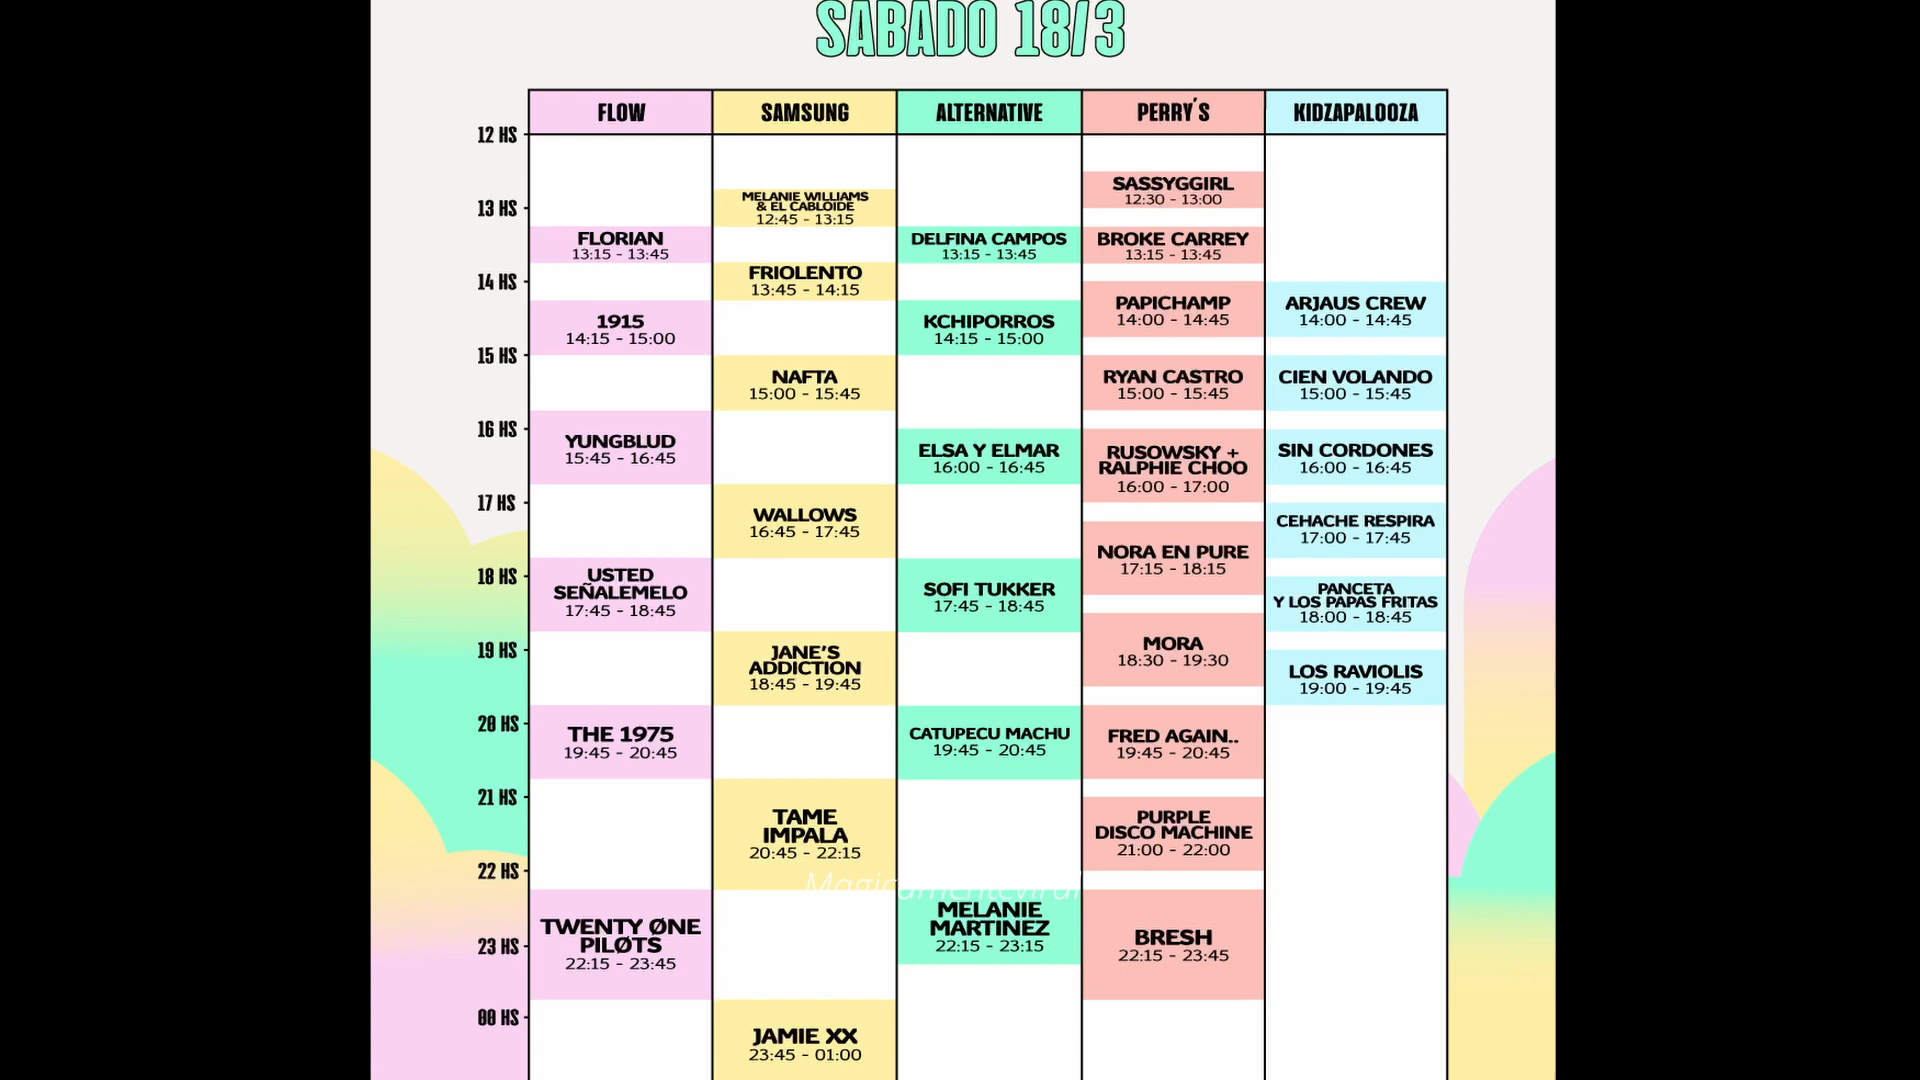 SABADO 18/3
FLOW
SAMSUNG
ALTERNATIVE
PERRY'S
KIDZAPALOOZA
12 HS
13 HS
14 HS
15 HS
16 HS
17 HS
18 HS
19 HS
20 HS
21 HS
22 HS
23 HS
00 HS
FLORIAN
13:15 - 13:45
1915
14:15 - 15:00
YUNGBLUD
15:45 - 16:45
USTED
SEÑALEMELO
17:45 - 18:45
THE 1975
19:45 - 20:45
TWENTY ØNE
PILØTS
22:15 - 23:45
MELANIE WILLIAMS
& EL CABLOIDE
12:45 - 13:15
FRIOLENTO
13:45 - 14:15
NAFTA
15:00 - 15:45
WALLOWS
16:45 - 17:45
JANE'S
ADDICTION
18:45 - 19:45
TAME
IMPALA
20:45 - 22:15
JAMIE XX
23:45 - 01:00
DELFINA CAMPOS
13:15 - 13:45
KCHIPORROS
14:15 - 15:00
ELSA Y ELMAR
16:00 - 16:45
SOFI TUKKER
17:45 - 18:45
CATUPECU MACHU
19:45 - 20:45
MELANIE
MARTINEZ
22:15 - 23:15
SASSYGGIRL
12:30 - 13:00
BROKE CARREY
13:15 - 13:45
PAPICHAMP
14:00 - 14:45
RYAN CASTRO
15:00 - 15:45
RUSOWSKY +
RALPHIE CHOO
16:00 - 17:00
NORA EN PURE
17:15 - 18:15
MORA
18:30 - 19:30
FRED AGAIN..
19:45 - 20:45
PURPLE
DISCO MACHINE
21:00 - 22:00
BRESH
22:15 - 23:45
ARJAUS CREW
14:00 - 14:45
CIEN VOLANDO
15:00 - 15:45
SIN CORDONES
16:00 - 16:45
CEHACHE RESPIRA
17:00 - 17:45
PANCETA
Y LOS PAPAS FRITAS
18:00 - 18:45
LOS RAVIOLIS
19:00 - 19:45
Magicamenteviral